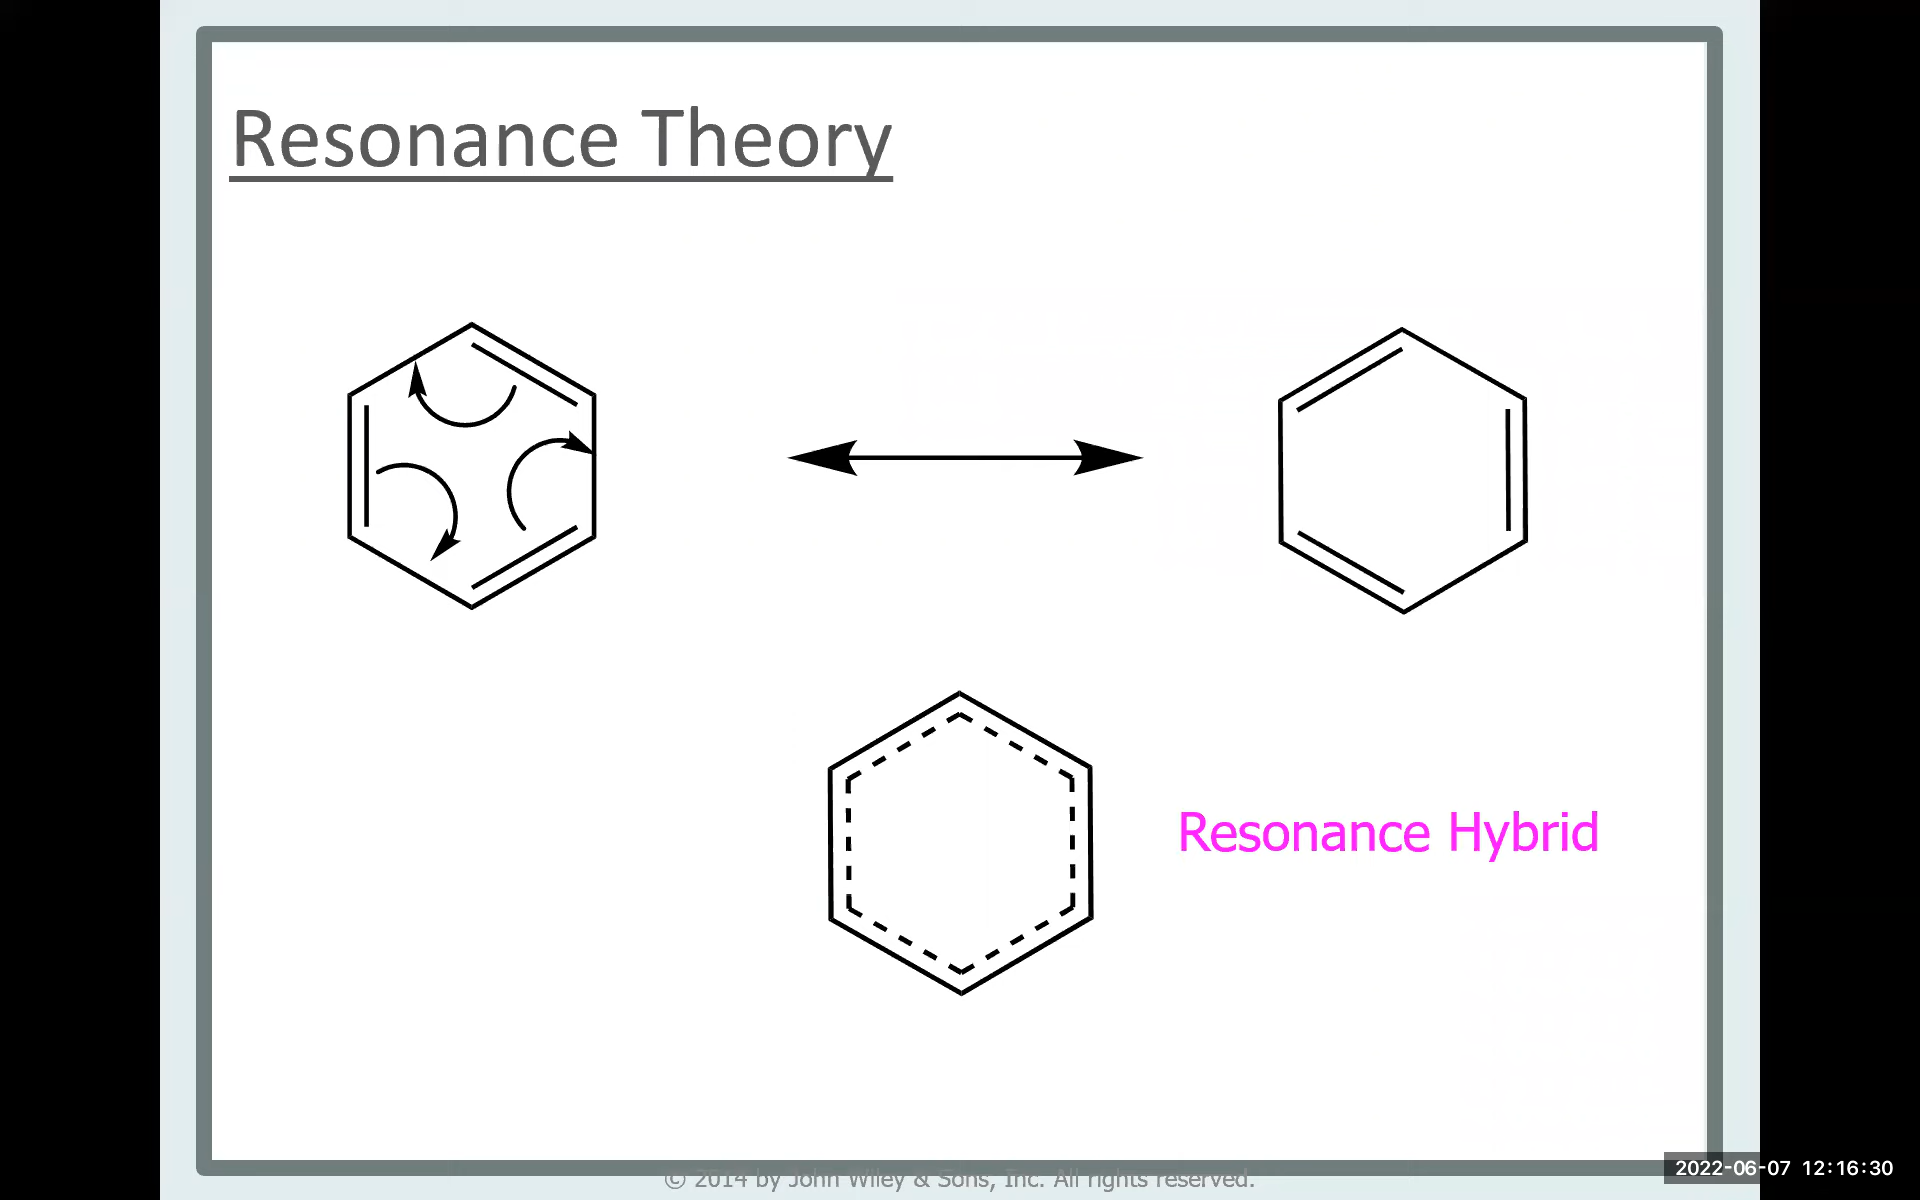 Resonance Theory
Resonance Hybrid
© 2014 by John Wiley & Sons, Inc. All rights reserved.
2022-06-07 12:16:30